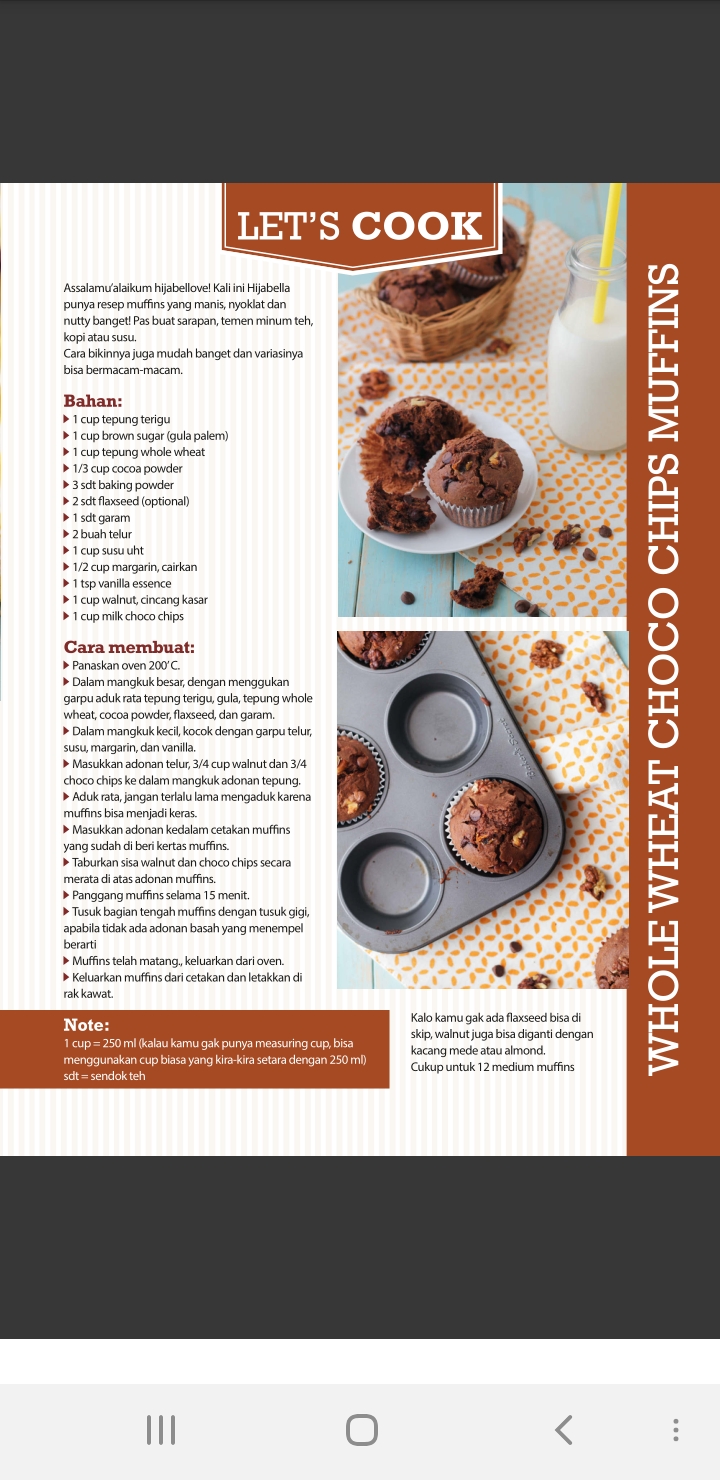 LET'S COOK
Assalamu'alaikum hijabellove! Kali ini Hijabella
punya resep muffins yang manis, nyoklat dan
nutty banget! Pas buat sarapan, temen minum teh,
kopi atau susu.
Cara bikinnya juga mudah banget dan variasinya
bisa bermacam-macam.
Bahan:
1 cup tepung terigu
1 cup brown sugar (gula palem)
1 cup tepung whole wheat
1/3 cup cocoa powder
3 sdt baking powder
2 sdt flaxseed (optional)
1 sdt garam
2 buah telur
1 cup susu uht
1/2 cup margarin, cairkan
1 tsp vanilla essence
1 cup walnut, cincang kasar
1 cup milk choco chips
Cara membuat:
Panaskan oven 200'C.
Dalam mangkuk besar, dengan menggukan
garpu aduk rata tepung terigu, gula, tepung whole
wheat, cocoa powder, flaxseed, dan garam.
Dalam mangkuk kecil, kocok dengan garpu telur,
susu, margarin, dan vanilla.
Masukkan adonan telur, 3/4 cup walnut dan 3/4
choco chips ke dalam mangkuk adonan tepung.
Aduk rata, jangan terlalu lama mengaduk karena
muffins bisa menjadi keras.
Masukkan adonan kedalam cetakan muffins
yang sudah di beri kertas muffins.
Taburkan sisa walnut dan choco chips secara
merata di atas adonan muffins.
Panggang muffins selama 15 menit.
Tusuk bagian tengah muffins dengan tusuk gigi,
apabila tidak ada adonan basah yang menempel
berarti
Muffins telah matang., keluarkan dari oven.
Keluarkan muffins dari cetakan dan letakkan di
rak kawat.
Note:
1 cup = 250 ml (kalau kamu gak punya measuring cup, bisa
menggunakan cup biasa yang kira-kira setara dengan 250 ml)
sdt = sendok teh
Kalo kamu gak ada flaxseed bisa di
skip, walnut juga bisa diganti dengan
kacang mede atau almond.
Cukup untuk 12 medium muffins
WHOLE WHEAT CHOCO CHIPS MUFFINS